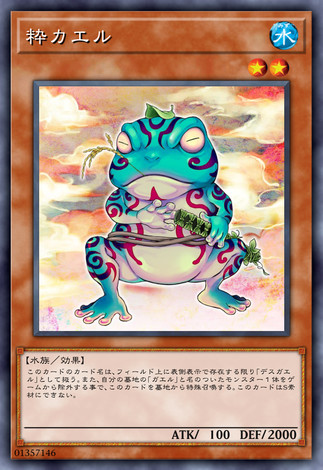 粋カエル
水
【水族／効果】
このカードのカード名は、フィールド上に表側表示で存在する限り「デスガエ
ル」として扱う。また、自分の墓地の「ガエル」と名のついたモンスター１体をゲ
ームから除外する事で、このカードを墓地から特殊召喚する。このカードはS素
材にできない。
ATK/ 100 DEF/2000
01357146